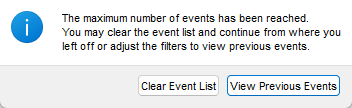 The maximum number of events has been reached.
You may clear the event list and continue from where you
left off or adjust the filters to view previous events.
Clear Event List
View Previous Events